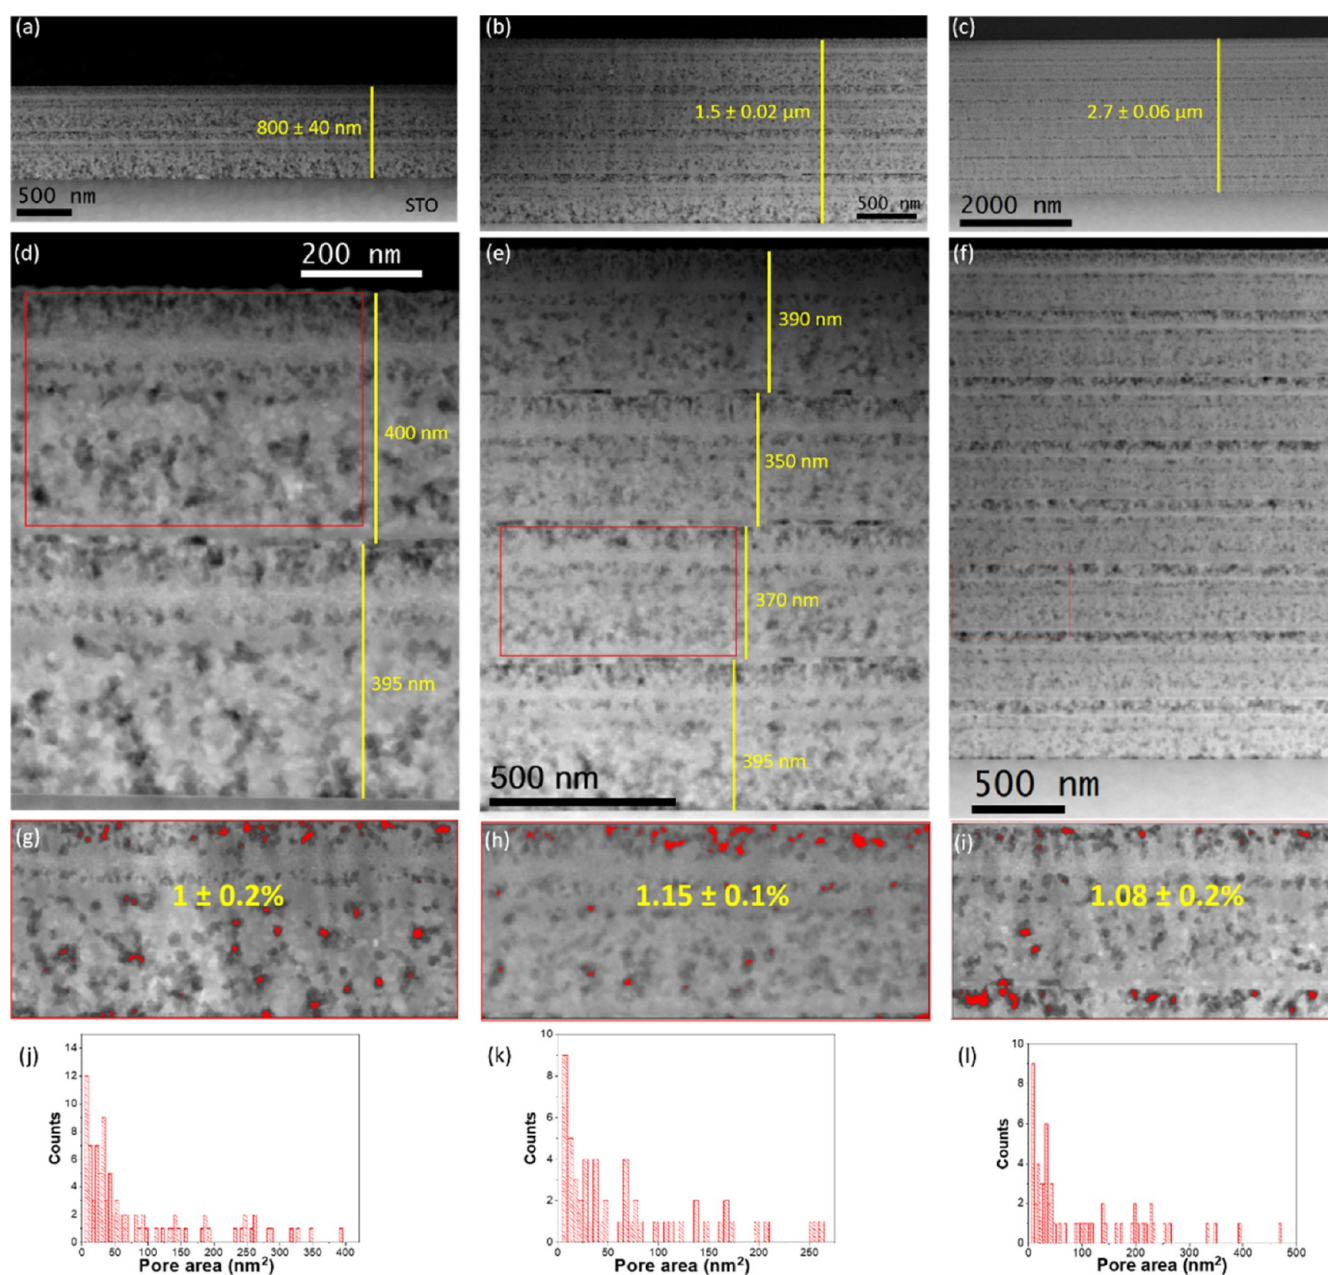 (a)
800 ± 40 nm
500 nm
STO
(b)
1.5 ± 0.02 µm
500 nm
(c)
2.7 ± 0.06 µm
2000 nm
(d)
200 nm
400 nm
395 nm
(e)
390 nm
350 nm
370 nm
395 nm
500 nm
(f)
500 nm
(g)
1 ± 0.2%
(h)
1.15 ± 0.1%
(i)
1.08 ± 0.2%
(j)
14
12
10
8
6
4
2
0
Counts
0 50 100 150 200 250 300 350 400
Pore area (nm²)
(k)
10
8
6
4
2
0
Counts
0 50 100 150 200 250
Pore area (nm²)
(l)
10
8
6
4
2
0
Counts
0 100 200 300 400 500
Pore area (nm²)